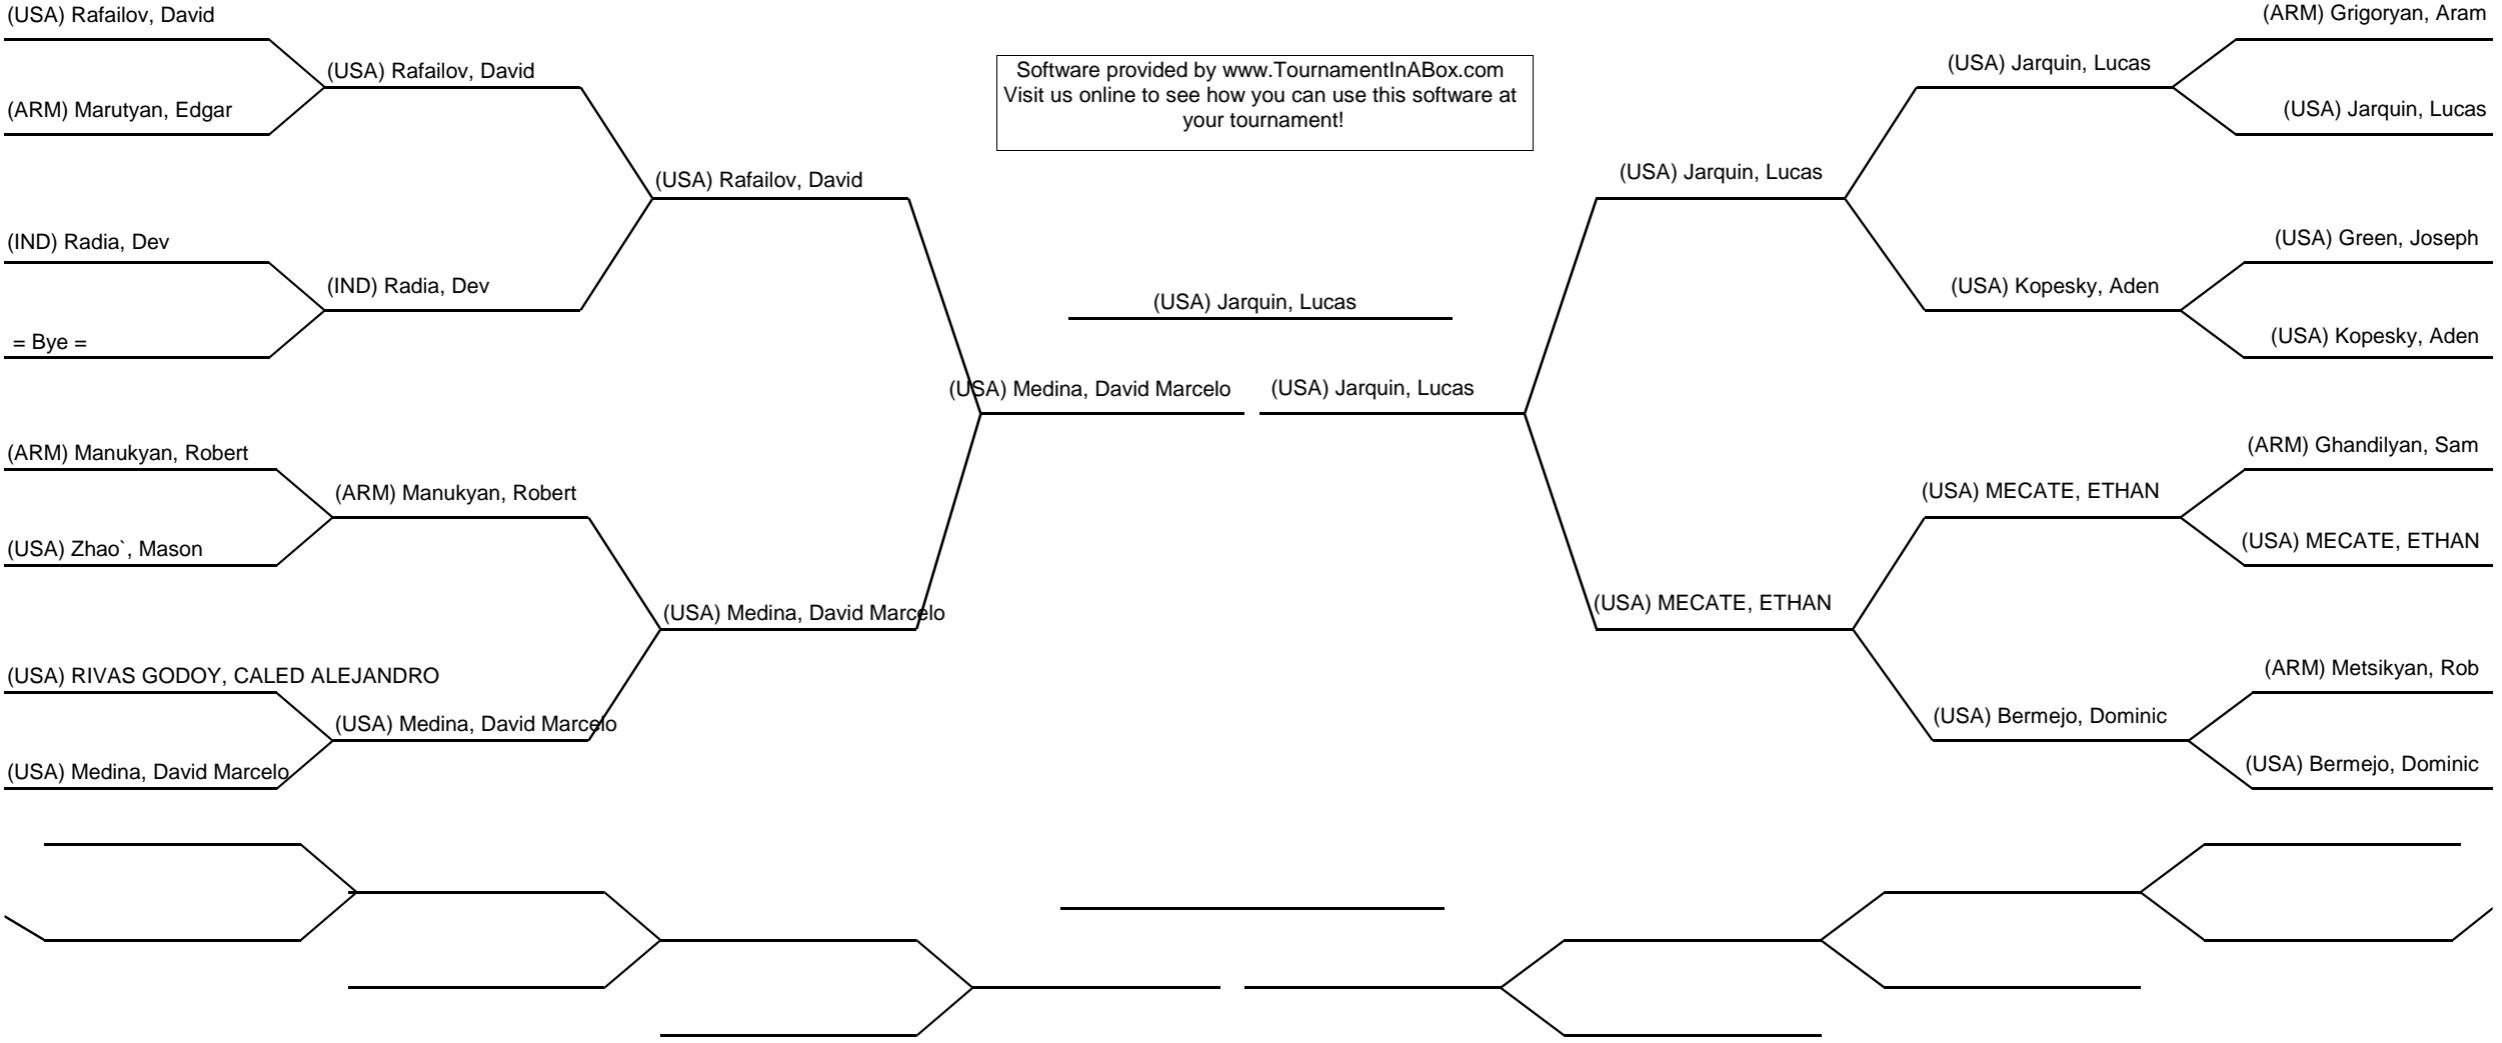 (USA) Rafailov, David
(ARM) Marutyan, Edgar
(IND) Radia, Dev
= Bye =
(ARM) Manukyan, Robert
(USA) Zhao`, Mason
(USA) RIVAS GODOY, CALED ALEJANDRO
(USA) Medina, David Marcelo
(USA) Rafailov, David
(IND) Radia, Dev
(ARM) Manukyan, Robert
(USA) Medina, David Marcelo
(USA) Rafailov, David
(USA) Medina, David Marcelo
Software provided by www.TournamentInABox.com
Visit us online to see how you can use this software at
your tournament!
(USA) Jarquin, Lucas
(USA) Medina, David Marcelo
(USA) Jarquin, Lucas
(USA) Jarquin, Lucas
(USA) MECATE, ETHAN
(USA) Jarquin, Lucas
(USA) Kopesky, Aden
(USA) MECATE, ETHAN
(USA) Bermejo, Dominic
(ARM) Grigoryan, Aram
(USA) Jarquin, Lucas
(USA) Green, Joseph
(USA) Kopesky, Aden
(ARM) Ghandilyan, Sam
(USA) MECATE, ETHAN
(ARM) Metsikyan, Rob
(USA) Bermejo, Dominic